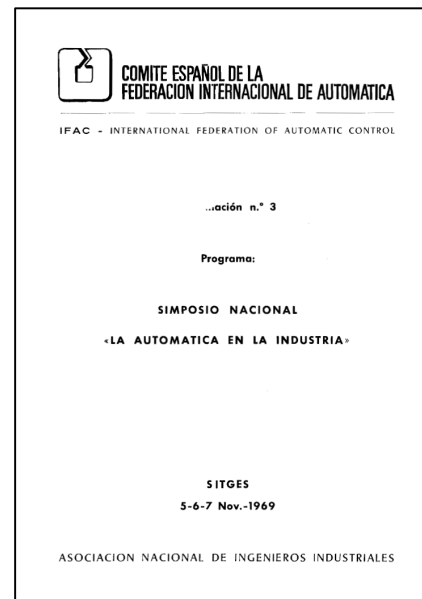 COMITE ESPAÑOL DE LA
FEDERACION INTERNACIONAL DE AUTOMATICA
IFAC - INTERNATIONAL FEDERATION OF AUTOMATIC CONTROL
n.º 3
Programa:
SIMPOSIO NACIONAL
«LA AUTOMATICA EN LA INDUSTRIA»
SITGES
5-6-7 Nov.-1969
ASOCIACION NACIONAL DE INGENIEROS INDUSTRIALES